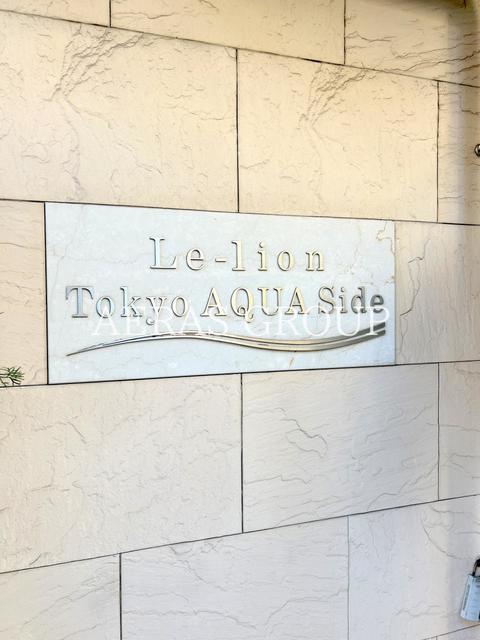 Le-lion
Tokyo AQUA Side
AERAS GROUP